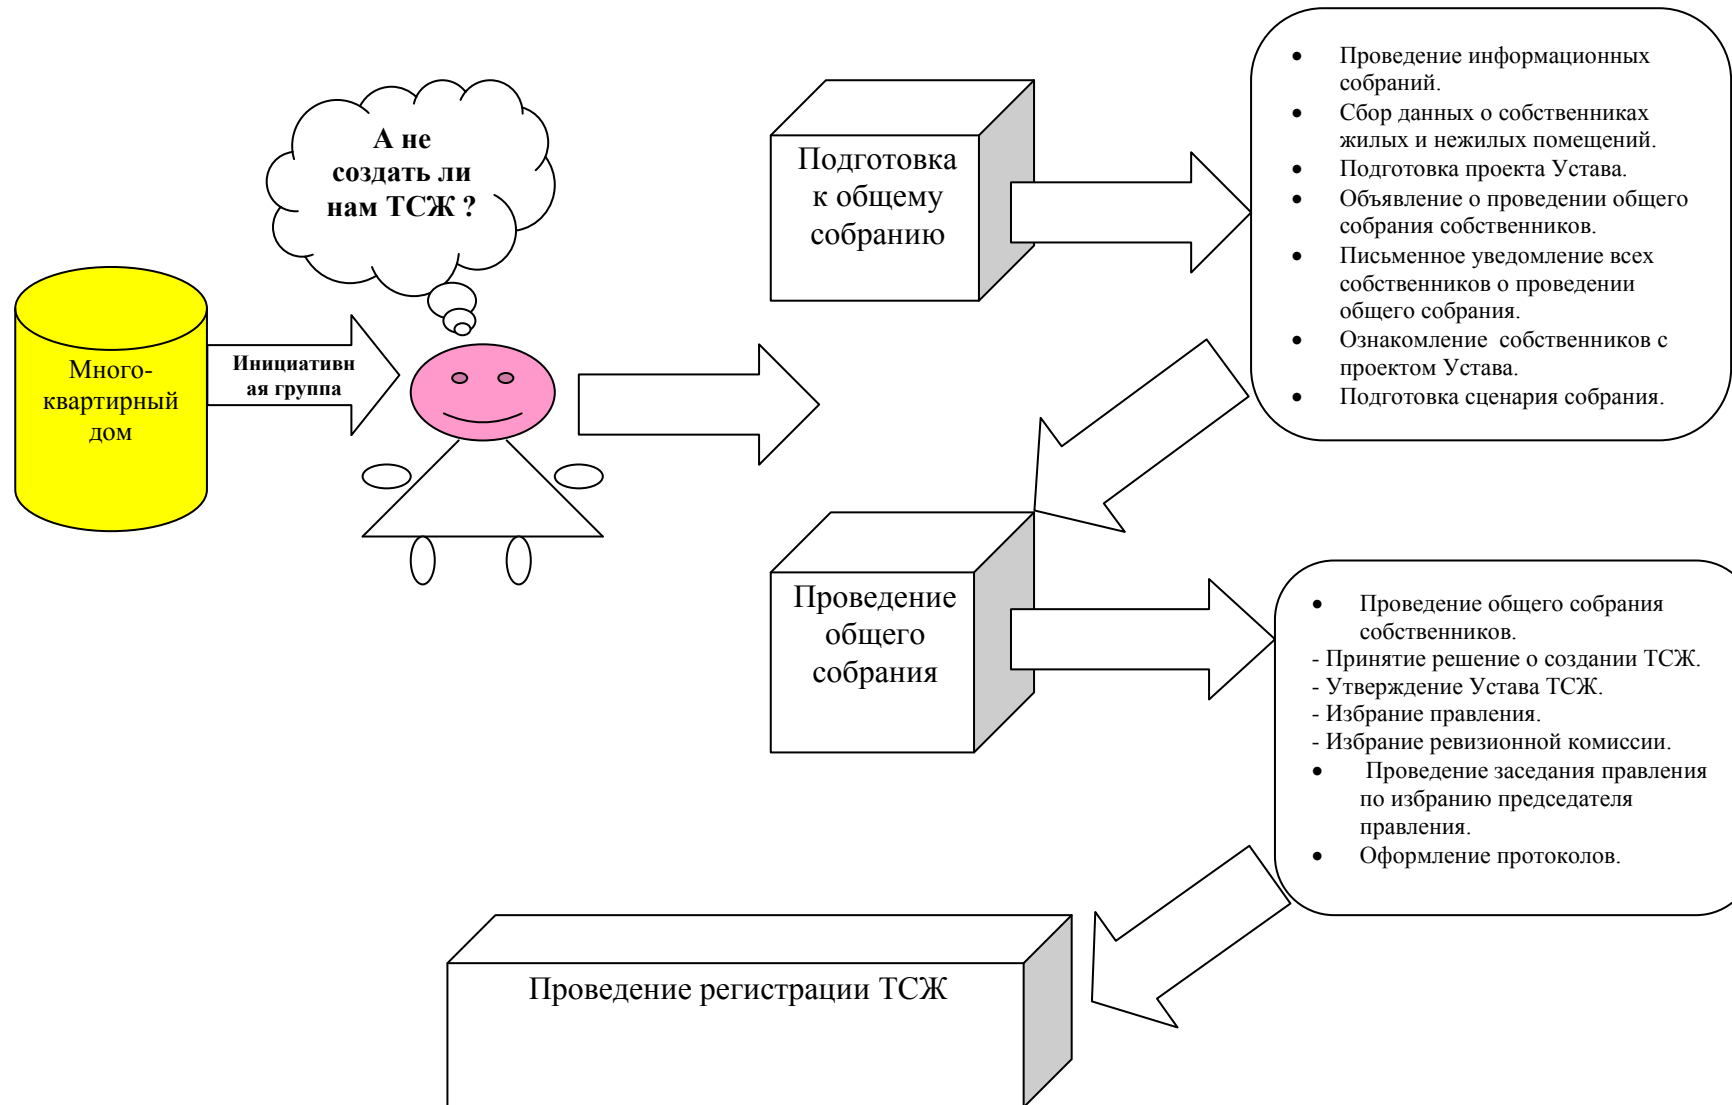 А не
создать ли
нам ТСЖ ?
Много-
квартирный
дом
Инициативн
ая группа
Подготовка
к общему
собранию
• Проведение информационных
собраний.
• Сбор данных о собственниках
жилых и нежилых помещений.
• Подготовка проекта Устава.
• Объявление о проведении общего
собрания собственников.
• Письменное уведомление всех
собственников о проведении
общего собрания.
• Ознакомление собственников с
проектом Устава.
• Подготовка сценария собрания.
Проведение
общего
собрания
• Проведение общего собрания
собственников.
- Принятие решение о создании ТСЖ.
- Утверждение Устава ТСЖ.
- Избрание правления.
- Избрание ревизионной комиссии.
• Проведение заседания правления
по избранию председателя
правления.
• Оформление протоколов.
Проведение регистрации ТСЖ